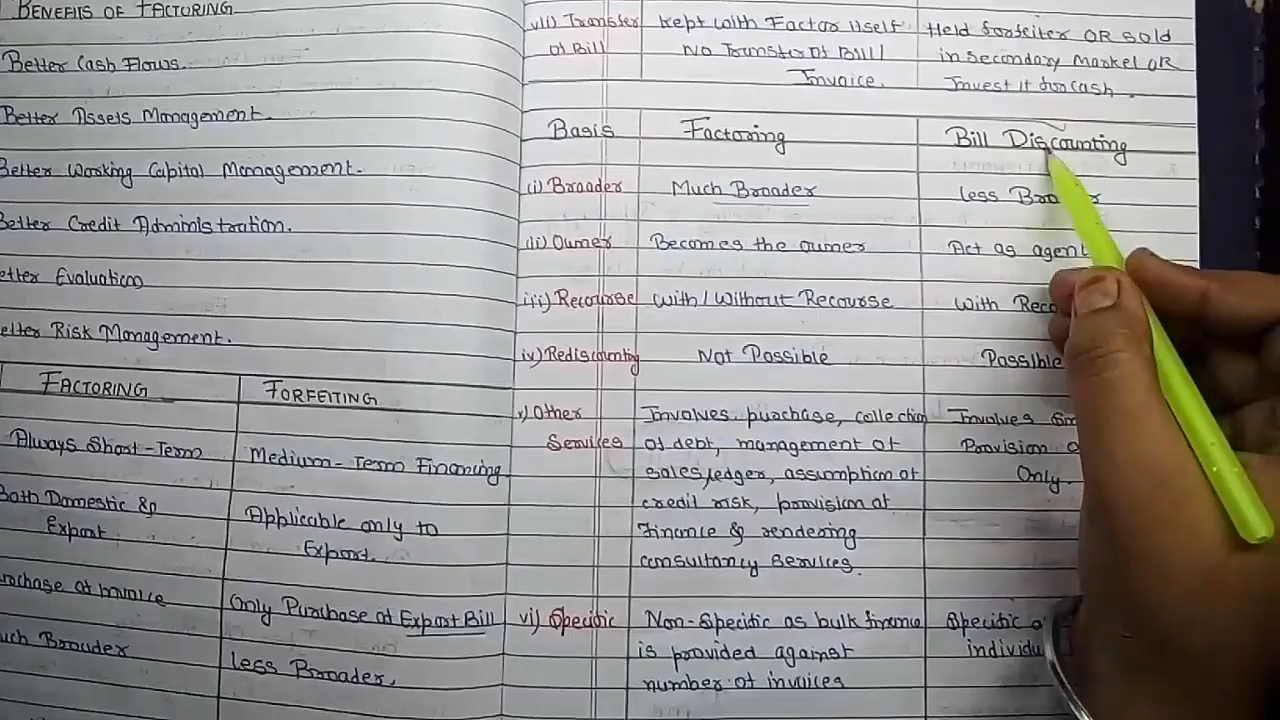 BENEFITS OF FACTORING
Better Cash Flows.
Better Assets Management.
Better Working Capital Management.
Better Credit Administration.
etter Evaluation
etter Risk Management.
FACTORING FORFEITING
Always Short-Term Medium-Term Financing
Both Domestic & Applicable only to
Export Export
rchase of invoice Only Purchase of Export Bill
uch Broader less Broader.
vii) Transfer Kept with Factor itself Held forfeiter OR sold
of Bill No Transfer of Bill/ in secondary Market OR
Invoice. Invest it for cash.
Basis Factoring Bill Discounting
(i) Broader Much Broader less
(ii) Owner Becomes the owner Act as agent
iii) Recourse with/Without Recourse with
iv) Rediscounting Not Possible Possible
v) Other Involves purchase, collection Involves
Services of debt, management of Provision
sales ledger, assumption of Only.
credit risk, provision of
finance & rendering
consultancy services.
vi) Specific Non-Specific as bulk finance Specific
is provided against
number of invoices